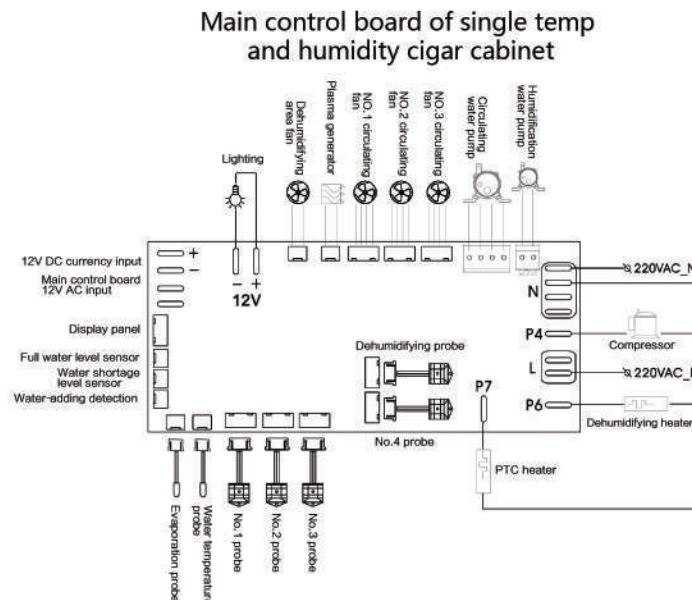 Main control board of single temp
and humidity cigar cabinet
Dehumidifying
area fan
Plasma generator
NO.1 circulating
fan
NO.2 circulating
fan
NO.3 circulating
fan
Circulating
water pump
Humidification
water pump
Lighting
12V DC currency input
+
−
Main control board
12V AC input
− +
12V
Display panel
Full water level sensor
Water shortage
level sensor
Water-adding detection
Dehumidifying probe
No.4 probe
P7
N
220VAC_N
P4
Compressor
L
220VAC_L
P6
Dehumidifying heater
PTC heater
Evaporation probe
Water temperature
probe
No.1 probe
No.2 probe
No.3 probe